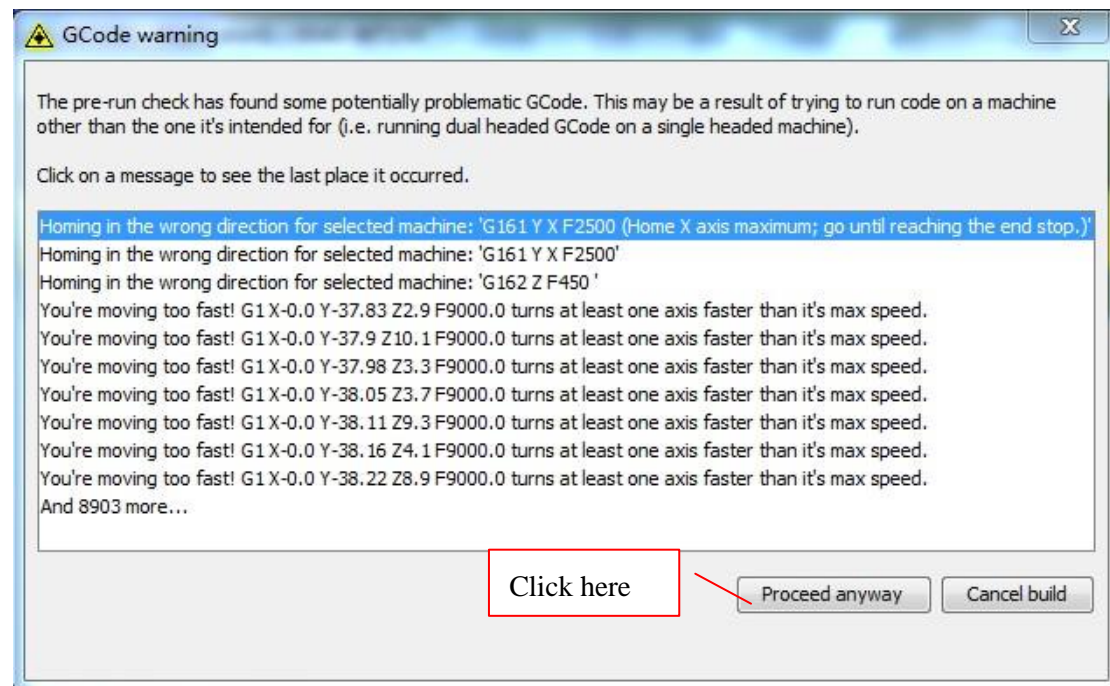 GCode warning
The pre-run check has found some potentially problematic GCode. This may be a result of trying to run code on a machine
other than the one it's intended for (i.e. running dual headed GCode on a single headed machine).
Click on a message to see the last place it occurred.
Homing in the wrong direction for selected machine: 'G161 Y X F2500 (Home X axis maximum; go until reaching the end stop.)'
Homing in the wrong direction for selected machine: 'G161 Y X F2500'
Homing in the wrong direction for selected machine: 'G162 Z F450 '
You're moving too fast! G1 X-0.0 Y-37.83 Z2.9 F9000.0 turns at least one axis faster than it's max speed.
You're moving too fast! G1 X-0.0 Y-37.9 Z10.1 F9000.0 turns at least one axis faster than it's max speed.
You're moving too fast! G1 X-0.0 Y-37.98 Z3.3 F9000.0 turns at least one axis faster than it's max speed.
You're moving too fast! G1 X-0.0 Y-38.05 Z3.7 F9000.0 turns at least one axis faster than it's max speed.
You're moving too fast! G1 X-0.0 Y-38.11 Z9.3 F9000.0 turns at least one axis faster than it's max speed.
You're moving too fast! G1 X-0.0 Y-38.16 Z4.1 F9000.0 turns at least one axis faster than it's max speed.
You're moving too fast! G1 X-0.0 Y-38.22 Z8.9 F9000.0 turns at least one axis faster than it's max speed.
And 8903 more...
Click here
Proceed anyway
Cancel build